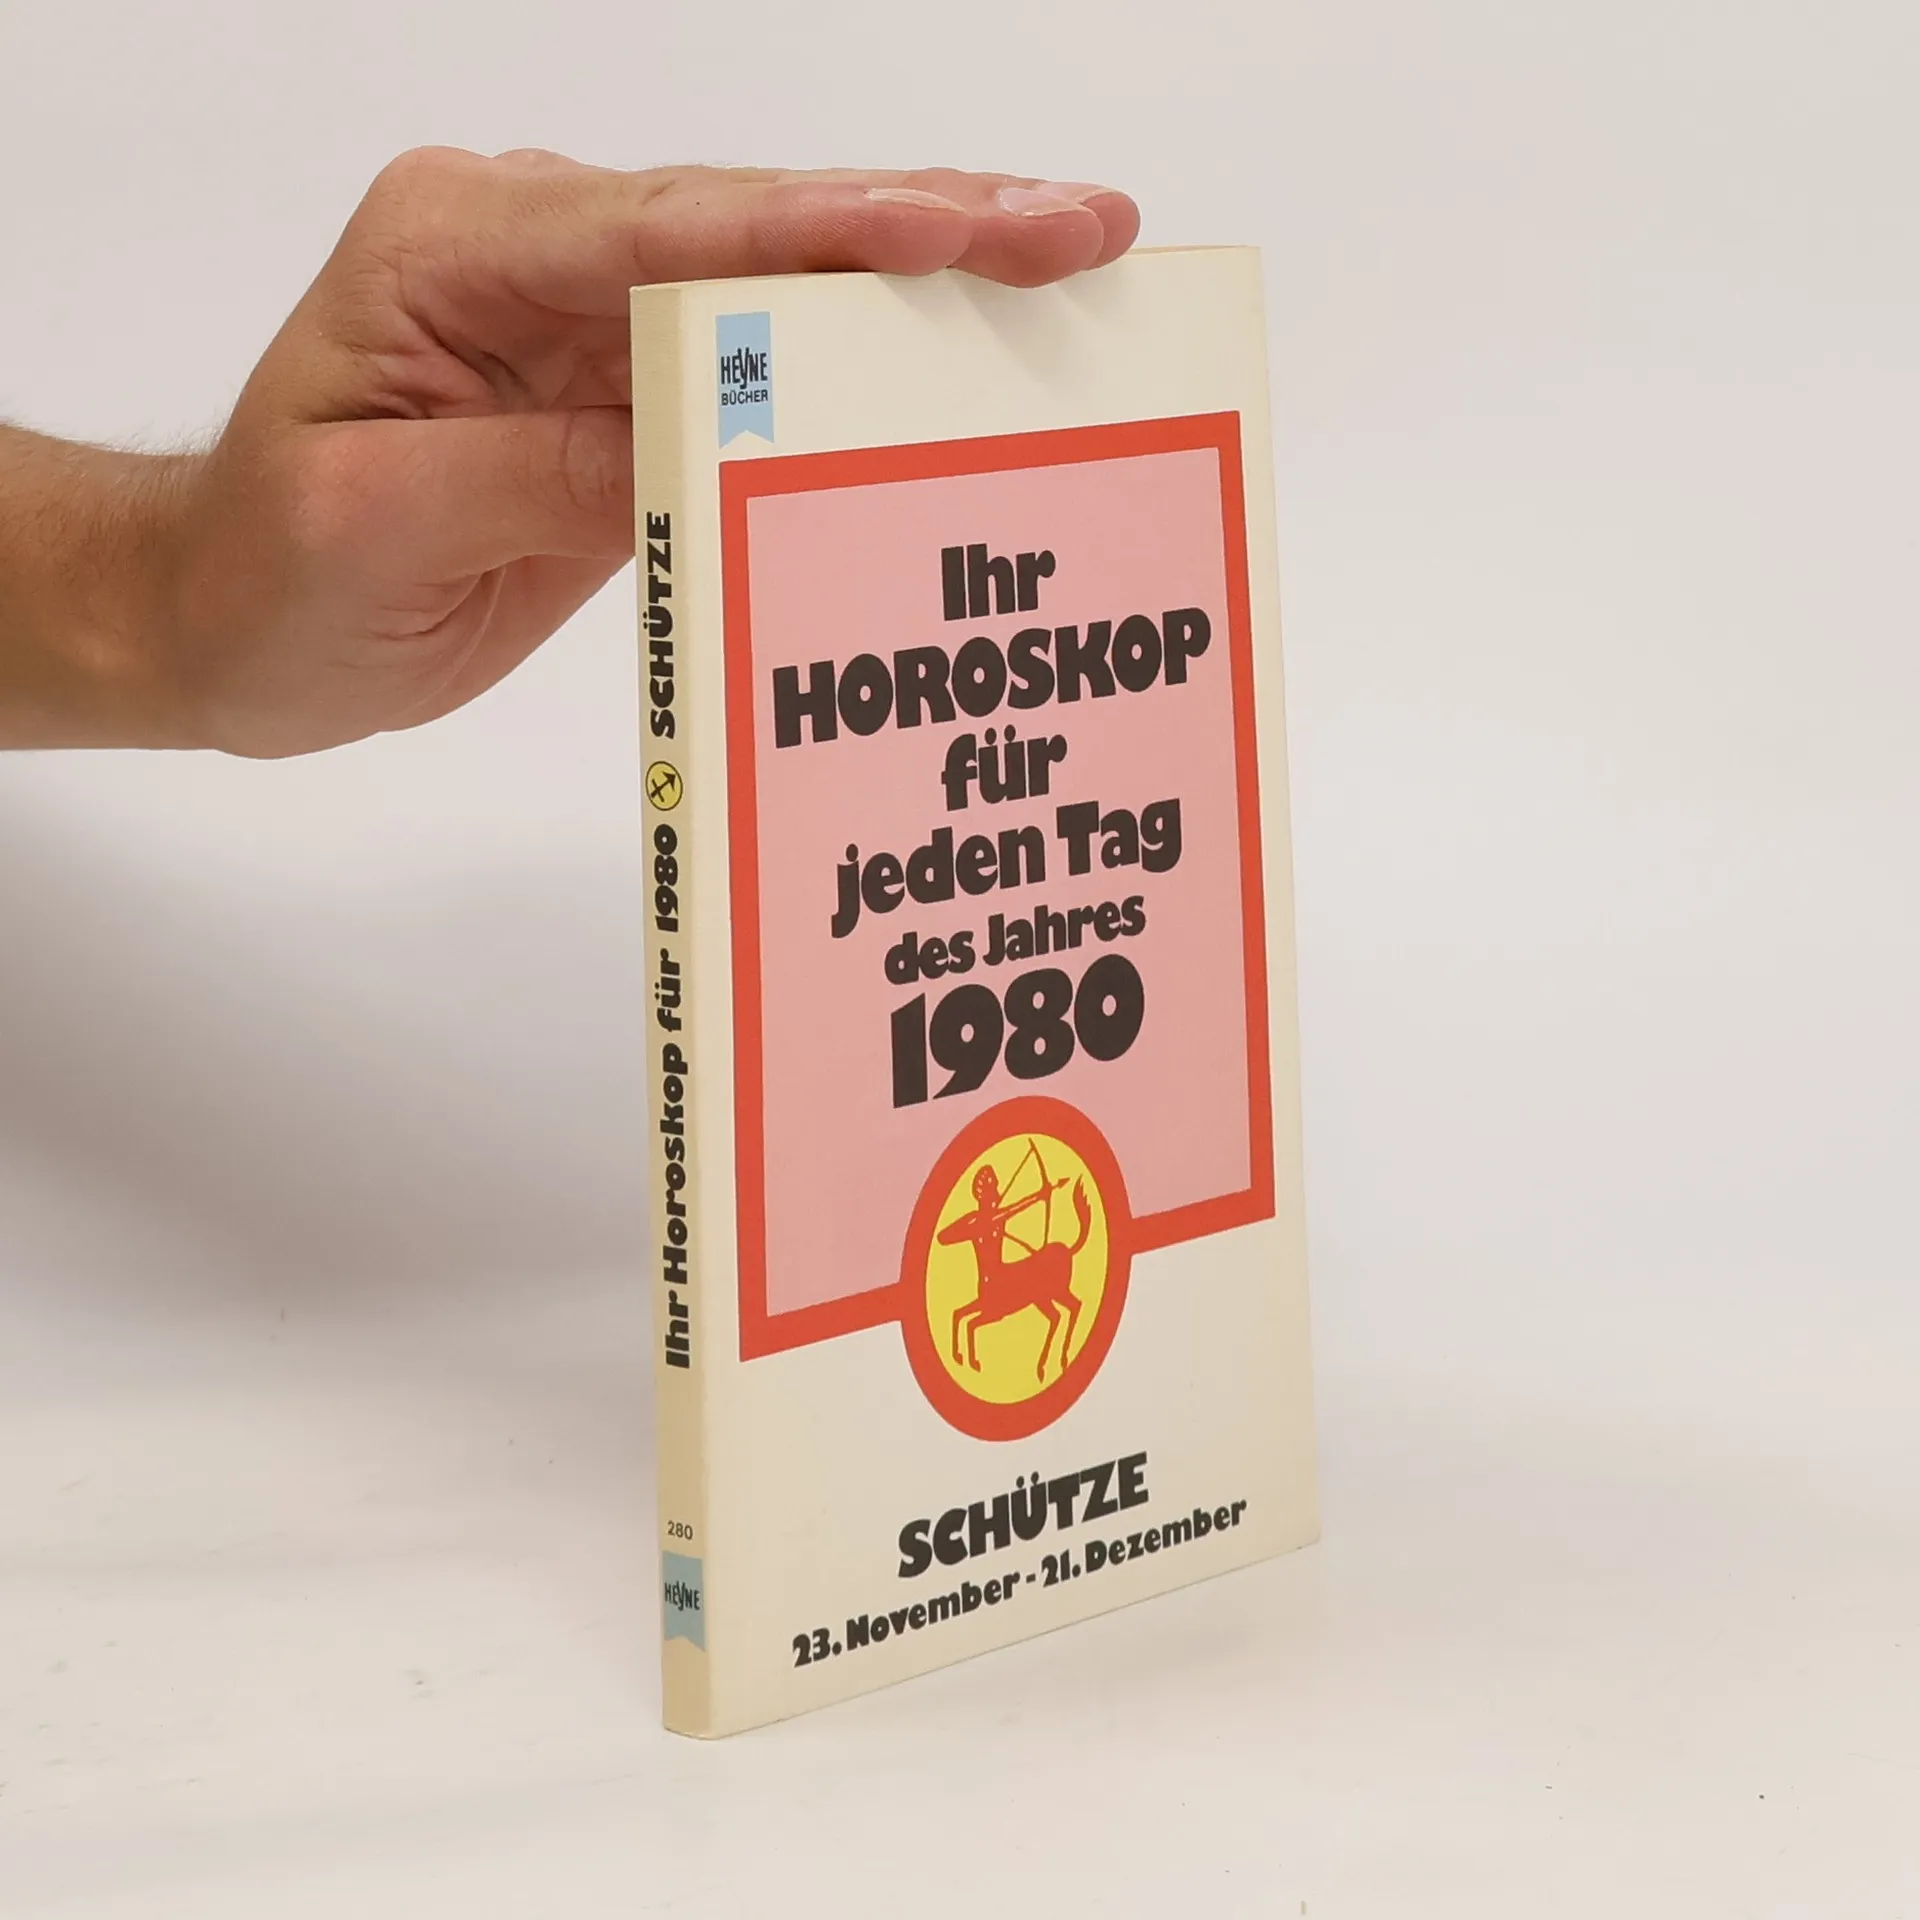 HEYNE
BÜCHER
Ihr
HOROSKOP
für
jeden Tag
des Jahres
1980
SCHÜTZE
23. November - 21. Dezember
Ihr Horoskop für 1980 SCHÜTZE
280
HEYNE